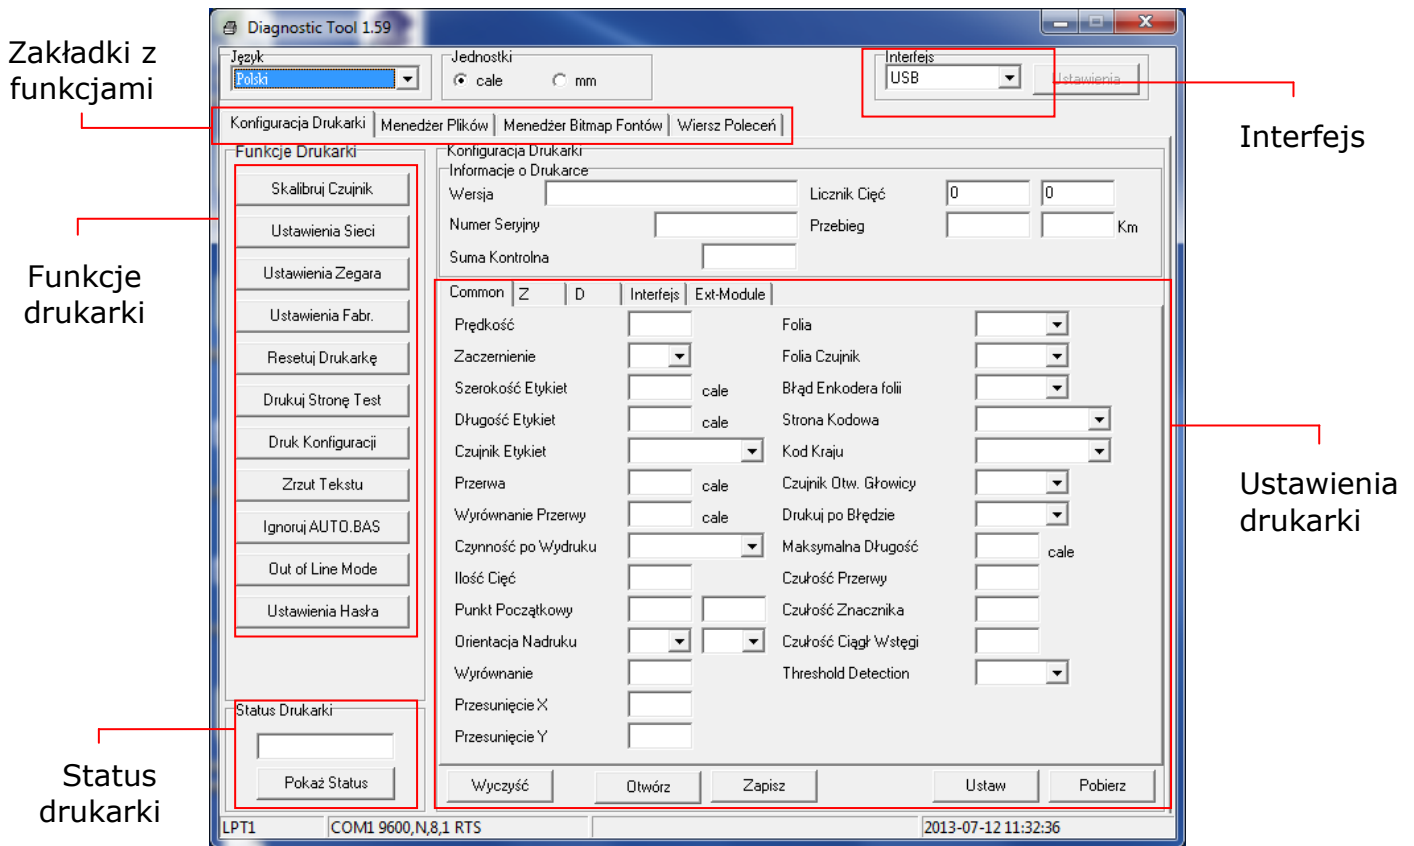 Diagnostic Tool 1.59
Zakładki z
funkcjami
Język
Polski
Jednostki
cale
mm
Interfejs
USB
Ustawienia
Interfejs
Konfiguracja Drukarki
Menedżer Plików
Menedżer Bitmap Fontów
Wiersz Poleceń
Funkcje Drukarki
Skalibruj Czujnik
Ustawienia Sieci
Ustawienia Zegara
Ustawienia Fabr.
Resetuj Drukarkę
Drukuj Stronę Test
Druk Konfiguracji
Zrzut Tekstu
Ignoruj AUTO.BAS
Out of Line Mode
Ustawienia Hasła
Funkcje
drukarki
Konfiguracja Drukarki
Informacje o Drukarce
Wersja
Licznik Cięć
0
0
Numer Seryjny
Przebieg
Km
Suma Kontrolna
Common
Z
D
Interfejs
Ext-Module
Prędkość
Folia
Zaczernienie
Folia Czujnik
Szerokość Etykiet
cale
Błąd Enkodera folii
Długość Etykiet
cale
Strona Kodowa
Czujnik Etykiet
Kod Kraju
Przerwa
cale
Czujnik Otw. Głowicy
Wyrównanie Przerwy
cale
Drukuj po Błędzie
Czynność po Wydruku
Maksymalna Długość
cale
Ilość Cięć
Czułość Przerwy
Punkt Początkowy
Czułość Znacznika
Orientacja Nadruku
Czułość Ciągł Wstęgi
Wyrównanie
Threshold Detection
Przesunięcie X
Przesunięcie Y
Ustawienia
drukarki
Status Drukarki
Pokaż Status
Status
drukarki
Wyczyść
Otwórz
Zapisz
Ustaw
Pobierz
LPT1
COM1 9600,N,8,1 RTS
2013-07-12 11:32:36